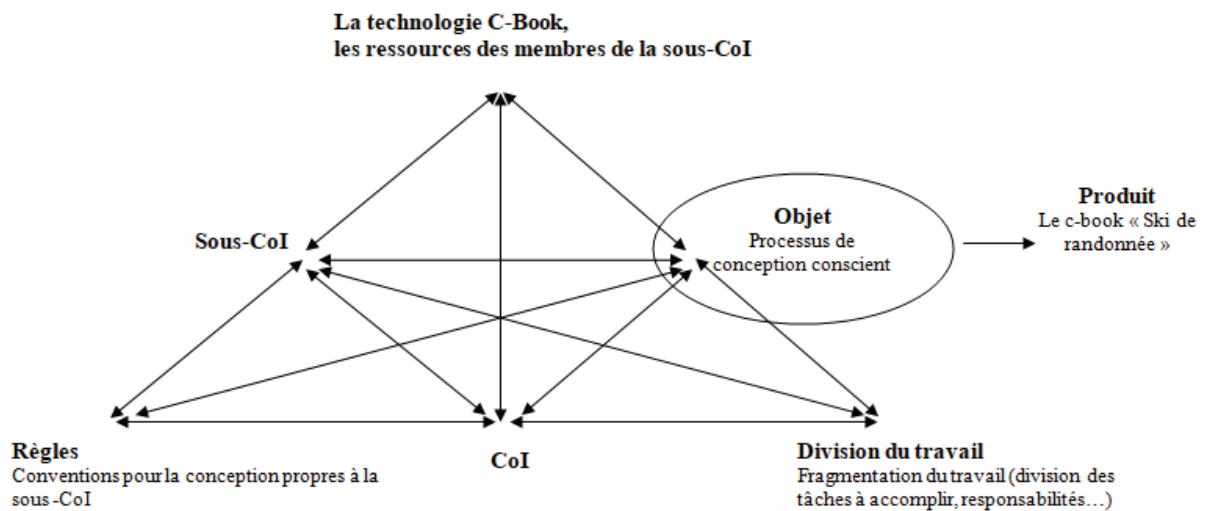 La technologie C-Book,
les ressources des membres de la sous-CoI
Sous-CoI
Objet
Processus de
conception conscient
Produit
Le c-book « Ski de
randonnée »
Règles
Conventions pour la conception propres à la
sous-CoI
CoI
Division du travail
Fragmentation du travail (division des
tâches à accomplir, responsabilités…)